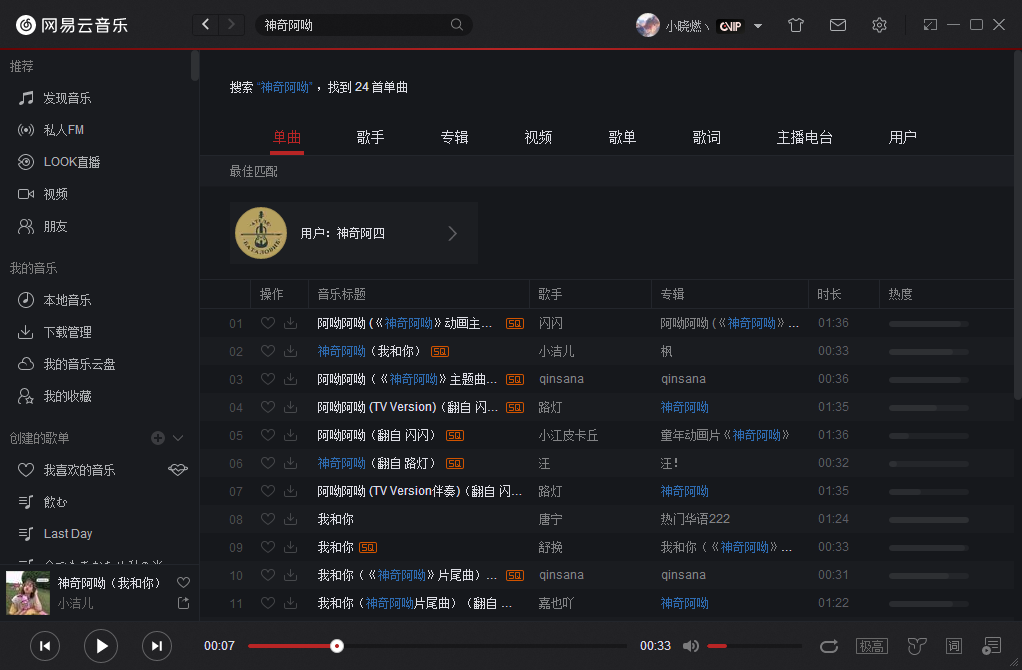 网易云音乐
神奇阿呦
小晓燃丶
VIP
推荐
发现音乐
私人FM
LOOK直播
视频
朋友
我的音乐
本地音乐
下载管理
我的音乐云盘
我的收藏
创建的歌单
我喜欢的音乐
飲む
Last Day
搜索 “神奇阿呦”，找到 24 首单曲
单曲 歌手 专辑 视频 歌单 歌词 主播电台 用户
最佳匹配
用户：神奇阿四
操作 音乐标题 歌手 专辑 时长 热度
01 阿呦阿呦 (《神奇阿呦》动画主... SQ 闪闪 阿呦阿呦 (《神奇阿呦》... 01:36
02 神奇阿呦（我和你） SQ 小洁儿 枫 00:33
03 阿呦阿呦（《神奇阿呦》主题曲... SQ qinsana qinsana 00:36
04 阿呦阿呦 (TV Version)（翻自 闪... SQ 路灯 神奇阿呦 01:35
05 阿呦阿呦（翻自 闪闪） SQ 小江皮卡丘 童年动画片《神奇阿呦》 01:36
06 神奇阿呦（翻自 路灯） SQ 汪 汪！ 00:32
07 阿呦阿呦 (TV Version伴奏)（翻自 闪... 路灯 神奇阿呦 01:35
08 我和你 唐宁 热门华语222 01:24
09 我和你 SQ 舒挽 我和你（《神奇阿呦》... 00:33
10 我和你（《神奇阿呦》片尾曲）... SQ qinsana qinsana 00:31
11 我和你（神奇阿呦片尾曲）（翻自 ... 嘉也吖 神奇阿呦 01:22
神奇阿呦（我和你）
小洁儿
00:07 00:33 极高 词